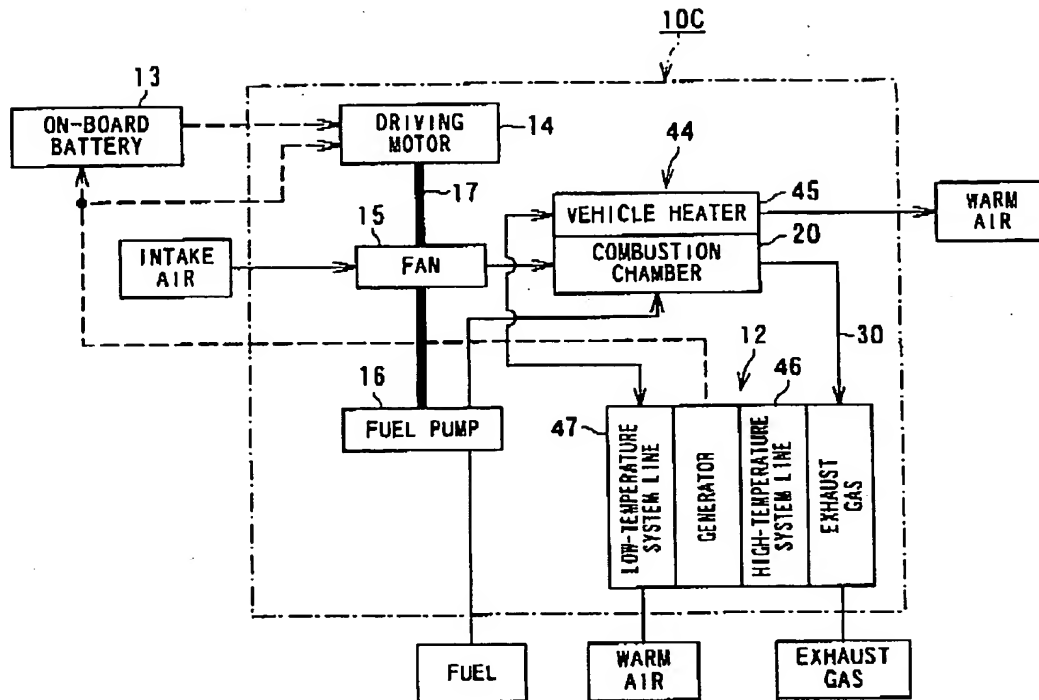 10C
13
ON-BOARD
BATTERY
DRIVING
MOTOR
14
44
17
45
VEHICLE HEATER
WARM
AIR
15
20
INTAKE
AIR
FAN
COMBUSTION
CHAMBER
30
12
46
16
FUEL PUMP
47
LOW-TEMPERATURE
SYSTEM LINE
GENERATOR
HIGH-TEMPERATURE
SYSTEM LINE
EXHAUST
GAS
FUEL
WARM
AIR
EXHAUST
GAS